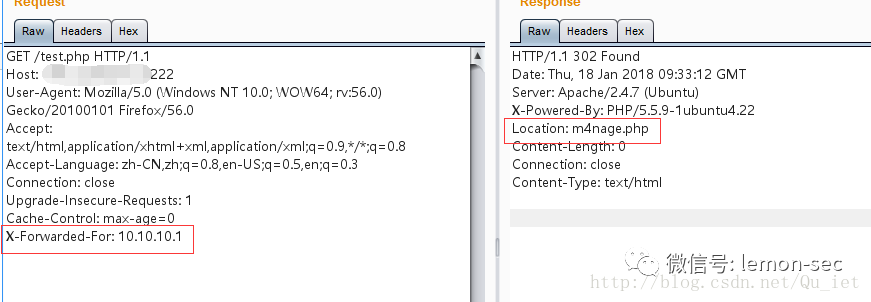 Request
Raw Headers Hex
GET /test.php HTTP/1.1
Host: 222
User-Agent: Mozilla/5.0 (Windows NT 10.0; WOW64; rv:56.0)
Gecko/20100101 Firefox/56.0
Accept:
text/html,application/xhtml+xml,application/xml;q=0.9,*/*;q=0.8
Accept-Language: zh-CN,zh;q=0.8,en-US;q=0.5,en;q=0.3
Connection: close
Upgrade-Insecure-Requests: 1
Cache-Control: max-age=0
X-Forwarded-For: 10.10.10.1
Response
Raw Headers Hex
HTTP/1.1 302 Found
Date: Thu, 18 Jan 2018 09:33:12 GMT
Server: Apache/2.4.7 (Ubuntu)
X-Powered-By: PHP/5.5.9-1ubuntu4.22
Location: m4nage.php
Content-Length: 0
Connection: close
Content-Type: text/html
微信号: lemon-sec
http://blog.csdn.net/Qu_iet